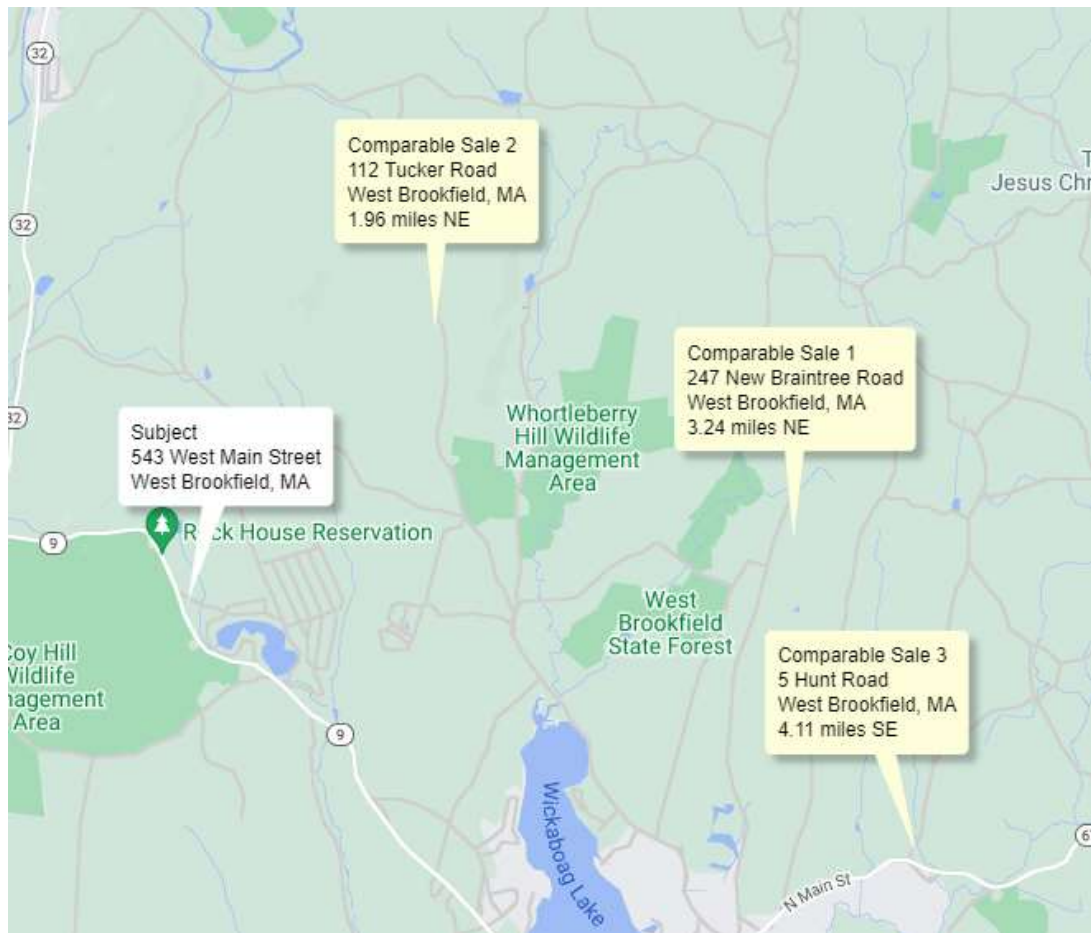 32
Comparable Sale 2
112 Tucker Road
West Brookfield, MA
1.96 miles NE
T
Jesus Chr
32
Comparable Sale 1
247 New Braintree Road
West Brookfield, MA
3.24 miles NE
32
Whortleberry
Hill Wildlife
Management
Area
Subject
543 West Main Street
West Brookfield, MA
9
Rock House Reservation
West
Brookfield
State Forest
Coy Hill
Wildlife
nagement
Area
Comparable Sale 3
5 Hunt Road
West Brookfield, MA
4.11 miles SE
9
Wickaboag Lake
N Main St
6